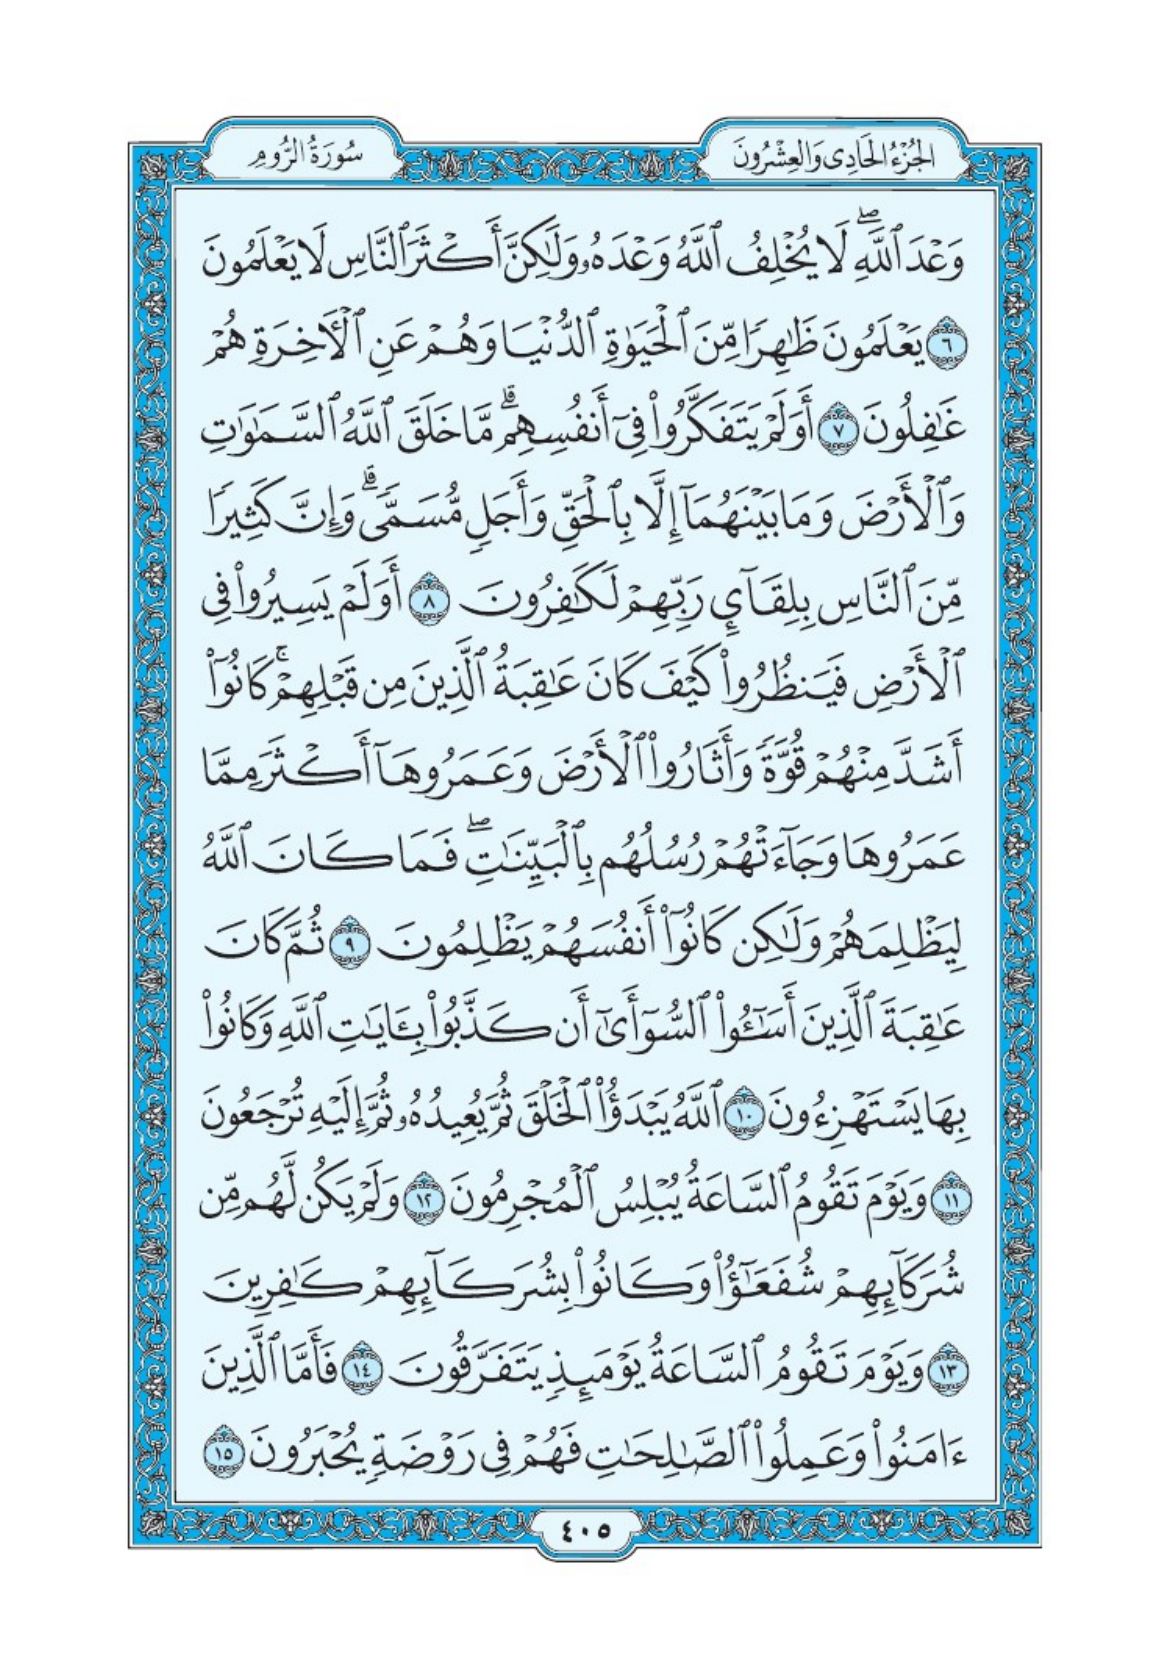 الجُزْءُ الحَادِى وَالعِشْرُونَ
سُورَةُ الرُّومِ
وَعْدَ ٱللَّهِۖ لَا يُخْلِفُ ٱللَّهُ وَعْدَهُۥ وَلَٰكِنَّ أَكْثَرَ ٱلنَّاسِ لَا يَعْلَمُونَ
٦ يَعْلَمُونَ ظَٰهِرًا مِّنَ ٱلْحَيَوٰةِ ٱلدُّنْيَا وَهُمْ عَنِ ٱلْأٓخِرَةِ هُمْ
غَٰفِلُونَ ٧ أَوَلَمْ يَتَفَكَّرُوا۟ فِىٓ أَنفُسِهِمۗ مَّا خَلَقَ ٱللَّهُ ٱلسَّمَٰوَٰتِ
وَٱلْأَرْضَ وَمَا بَيْنَهُمَآ إِلَّا بِٱلْحَقِّ وَأَجَلٍ مُّسَمًّىۗ وَإِنَّ كَثِيرًا
مِّنَ ٱلنَّاسِ بِلِقَآئِ رَبِّهِمْ لَكَٰفِرُونَ ٨ أَوَلَمْ يَسِيرُوا۟ فِى
ٱلْأَرْضِ فَيَنظُرُوا۟ كَيْفَ كَانَ عَٰقِبَةُ ٱلَّذِينَ مِن قَبْلِهِمْۚ كَانُوٓا۟
أَشَدَّ مِنْهُمْ قُوَّةً وَأَثَارُوا۟ ٱلْأَرْضَ وَعَمَرُوهَآ أَكْثَرَ مِمَّا
عَمَرُوهَا وَجَآءَتْهُمْ رُسُلُهُم بِٱلْبَيِّنَٰتِۖ فَمَا كَانَ ٱللَّهُ
لِيَظْلِمَهُمْ وَلَٰكِن كَانُوٓا۟ أَنفُسَهُمْ يَظْلِمُونَ ٩ ثُمَّ كَانَ
عَٰقِبَةَ ٱلَّذِينَ أَسَٰٓـُٔوا۟ ٱلسُّوٓأَىٰٓ أَن كَذَّبُوا۟ بِـَٔايَٰتِ ٱللَّهِ وَكَانُوا۟
بِهَا يَسْتَهْزِءُونَ ١٠ ٱللَّهُ يَبْدَؤُا۟ ٱلْخَلْقَ ثُمَّ يُعِيدُهُۥ ثُمَّ إِلَيْهِ تُرْجَعُونَ
١١ وَيَوْمَ تَقُومُ ٱلسَّاعَةُ يُبْلِسُ ٱلْمُجْرِمُونَ ١٢ وَلَمْ يَكُن لَّهُم مِّن
شُرَكَآئِهِمْ شُفَعَٰٓؤُا۟ وَكَانُوا۟ بِشُرَكَآئِهِمْ كَٰفِرِينَ
١٣ وَيَوْمَ تَقُومُ ٱلسَّاعَةُ يَوْمَئِذٍ يَتَفَرَّقُونَ ١٤ فَأَمَّا ٱلَّذِينَ
ءَامَنُوا۟ وَعَمِلُوا۟ ٱلصَّٰلِحَٰتِ فَهُمْ فِى رَوْضَةٍ يُحْبَرُونَ ١٥
٤٠٥